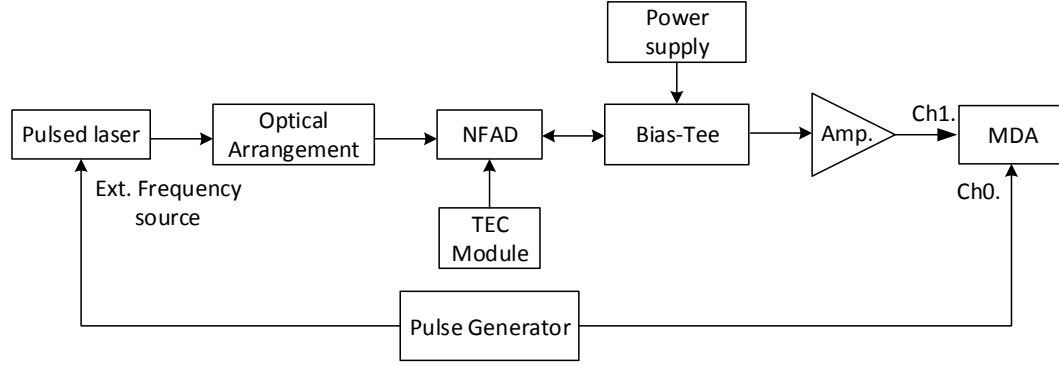 Power
supply
Pulsed laser
Optical
Arrangement
NFAD
Bias-Tee
Amp.
Ch1.
MDA
Ext. Frequency
source
Ch0.
TEC
Module
Pulse Generator